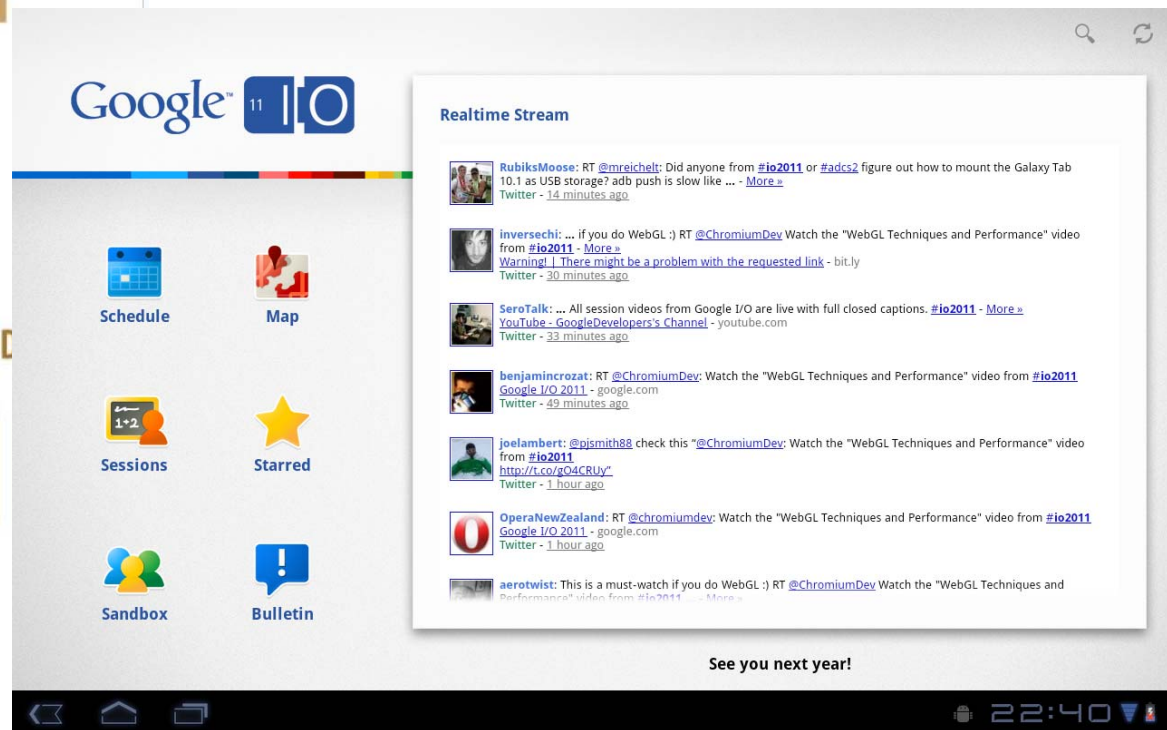 Google™ 11 IO
Realtime Stream
RubiksMoose: RT @mreichelt: Did anyone from #io2011 or #adcs2 figure out how to mount the Galaxy Tab
10.1 as USB storage? adb push is slow like ... - More »
Twitter - 14 minutes ago
inversechi: ... if you do WebGL :) RT @ChromiumDev Watch the "WebGL Techniques and Performance" video
from #io2011 - More »
Warning! | There might be a problem with the requested link - bit.ly
Twitter - 30 minutes ago
SeroTalk: ... All session videos from Google I/O are live with full closed captions. #io2011 - More »
YouTube - GoogleDevelopers's Channel - youtube.com
Twitter - 33 minutes ago
benjamincrozat: RT @ChromiumDev: Watch the "WebGL Techniques and Performance" video from #io2011
Google I/O 2011 - google.com
Twitter - 49 minutes ago
joelambert: @pjsmith88 check this "@ChromiumDev: Watch the "WebGL Techniques and Performance" video
from #io2011
http://t.co/gO4CRUy"
Twitter - 1 hour ago
OperaNewZealand: RT @chromiumdev: Watch the "WebGL Techniques and Performance" video from #io2011
Google I/O 2011 - google.com
Twitter - 1 hour ago
aerotwist: This is a must-watch if you do WebGL :) RT @ChromiumDev Watch the "WebGL Techniques and
Performance" video from #io2011 ... - More »
Schedule
Map
1+2
Sessions
Starred
Sandbox
Bulletin
See you next year!
22:40